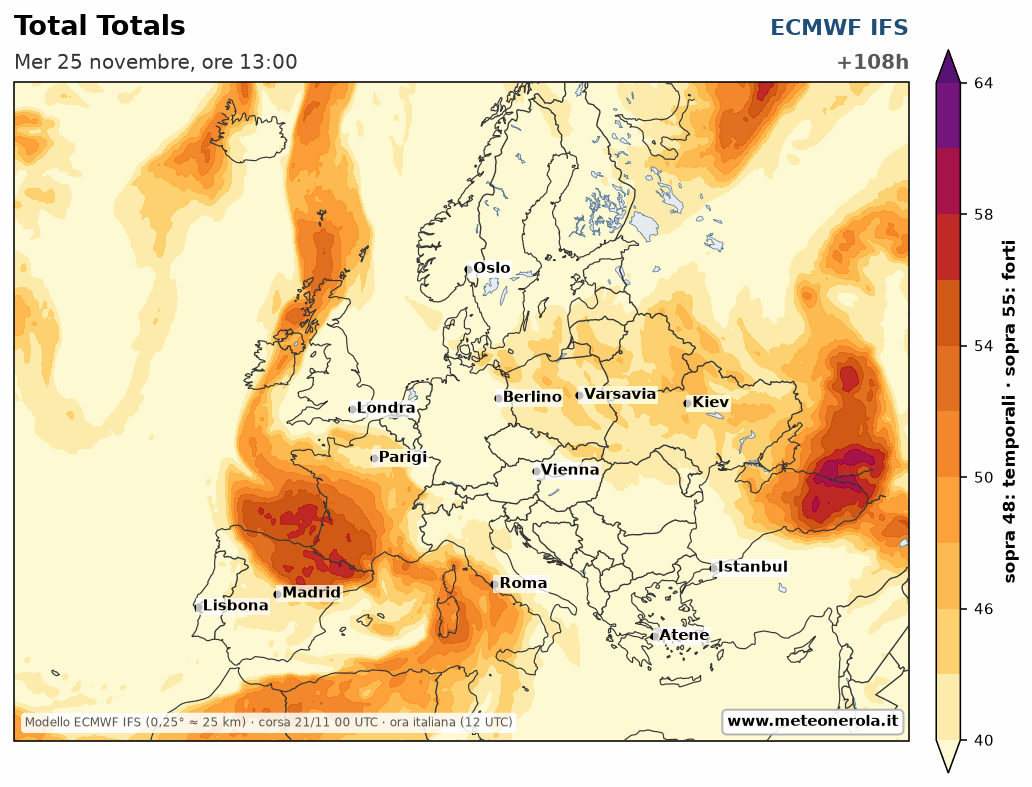 Total Totals
ECMWF IFS
Mer 25 novembre, ore 13:00
+108h
64
58
54
50
46
40
sopra 48: temporali · sopra 55: forti
Oslo
Londra
Berlino
Varsavia
Kiev
Parigi
Vienna
Istanbul
Roma
Madrid
Lisbona
Atene
Modello ECMWF IFS (0,25° ≈ 25 km) · corsa 21/11 00 UTC · ora italiana (12 UTC)
www.meteonerola.it